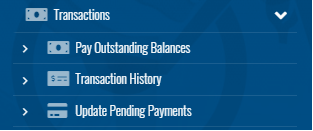 Transactions
Pay Outstanding Balances
Transaction History
Update Pending Payments